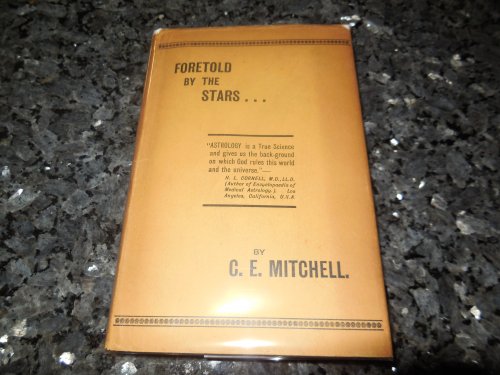 FORETOLD
BY THE
STARS...
"ASTROLOGY is a True Science
and gives us the back-ground
on which God rules this world
and the universe."—
H. L. CORNELL, M.D., LL.D.
(Author of Encyclopaedia of
Medical Astrology.). Los
Angeles, California, U.S.A
BY
C. E. MITCHELL.